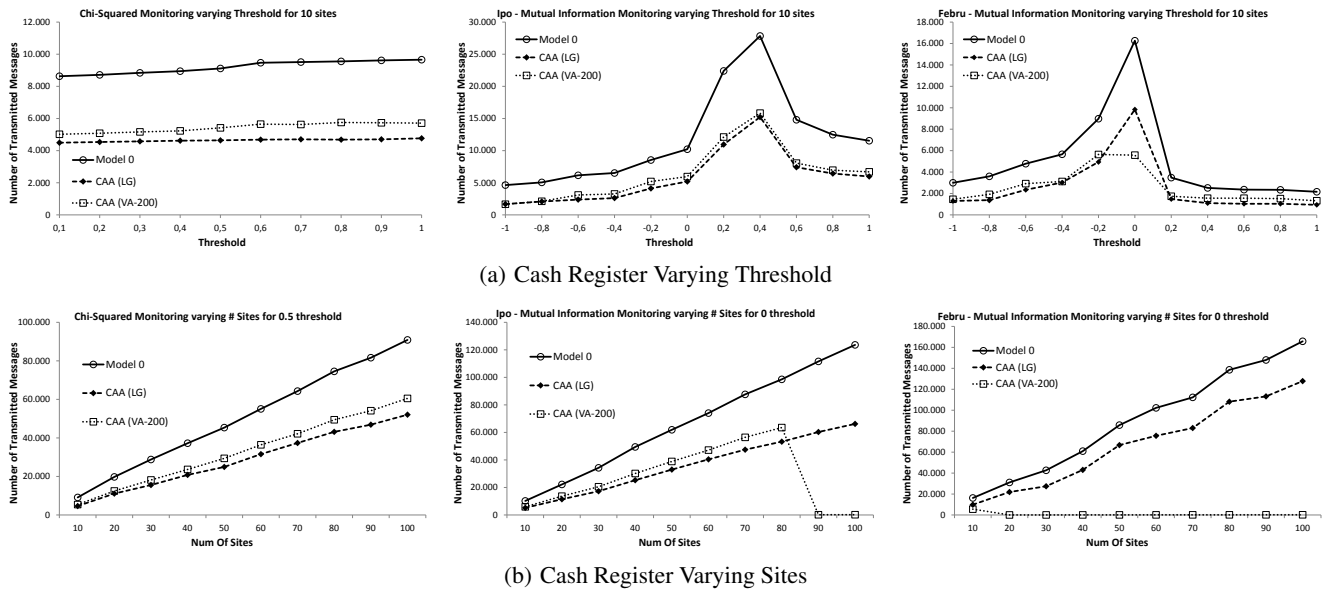 Chi-Squared Monitoring varying Threshold for 10 sites
Number of Transmitted Messages
12.000
10.000
8.000
6.000
4.000
2.000
0
Model 0
CAA (LG)
CAA (VA-200)
0,1
0,2
0,3
0,4
0,5
0,6
0,7
0,8
0,9
1
Threshold
Ipo - Mutual Information Monitoring varying Threshold for 10 sites
Number of Transmitted Messages
30.000
25.000
20.000
15.000
10.000
5.000
0
Model 0
CAA (LG)
CAA (VA-200)
-1
-0,8
-0,6
-0,4
-0,2
0
0,2
0,4
0,6
0,8
1
Threshold
Febru - Mutual Information Monitoring varying Threshold for 10 sites
Number of Transmitted Messages
18.000
16.000
14.000
12.000
10.000
8.000
6.000
4.000
2.000
0
Model 0
CAA (LG)
CAA (VA-200)
-1
-0,8
-0,6
-0,4
-0,2
0
0,2
0,4
0,6
0,8
1
Threshold
(a) Cash Register Varying Threshold
Chi-Squared Monitoring varying # Sites for 0.5 threshold
Number of Transmitted Messages
100.000
80.000
60.000
40.000
20.000
0
Model 0
CAA (LG)
CAA (VA-200)
10
20
30
40
50
60
70
80
90
100
Num Of Sites
Ipo - Mutual Information Monitoring varying # Sites for 0 threshold
Number of Transmitted Messages
140.000
120.000
100.000
80.000
60.000
40.000
20.000
0
Model 0
CAA (LG)
CAA (VA-200)
10
20
30
40
50
60
70
80
90
100
Num Of Sites
Febru - Mutual Information Monitoring varying # Sites for 0 threshold
Number of Transmitted Messages
180.000
160.000
140.000
120.000
100.000
80.000
60.000
40.000
20.000
0
Model 0
CAA (LG)
CAA (VA-200)
10
20
30
40
50
60
70
80
90
100
Num Of Sites
(b) Cash Register Varying Sites